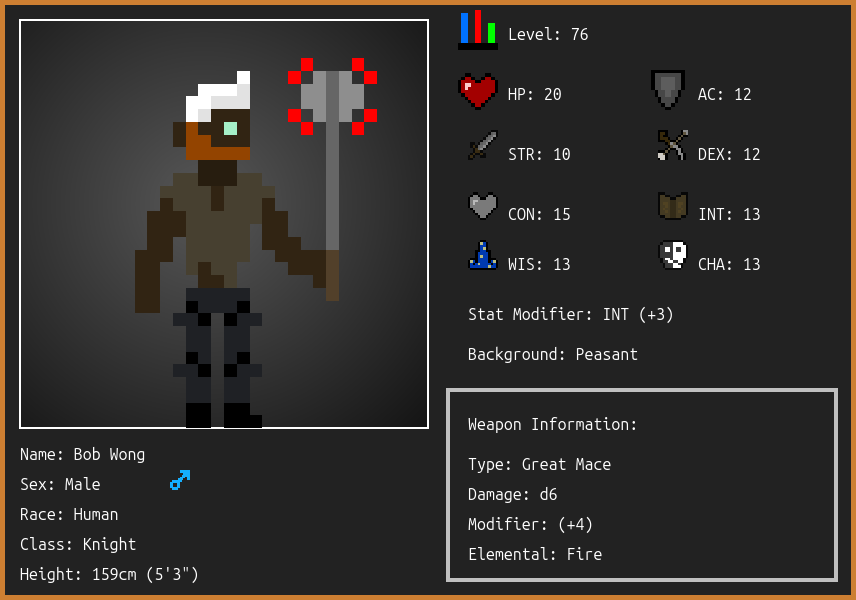 Level: 76
HP: 20
AC: 12
STR: 10
DEX: 12
CON: 15
INT: 13
WIS: 13
CHA: 13
Stat Modifier: INT (+3)
Background: Peasant
Weapon Information:
Type: Great Mace
Damage: d6
Modifier: (+4)
Elemental: Fire
Name: Bob Wong
Sex: Male
Race: Human
Class: Knight
Height: 159cm (5'3")